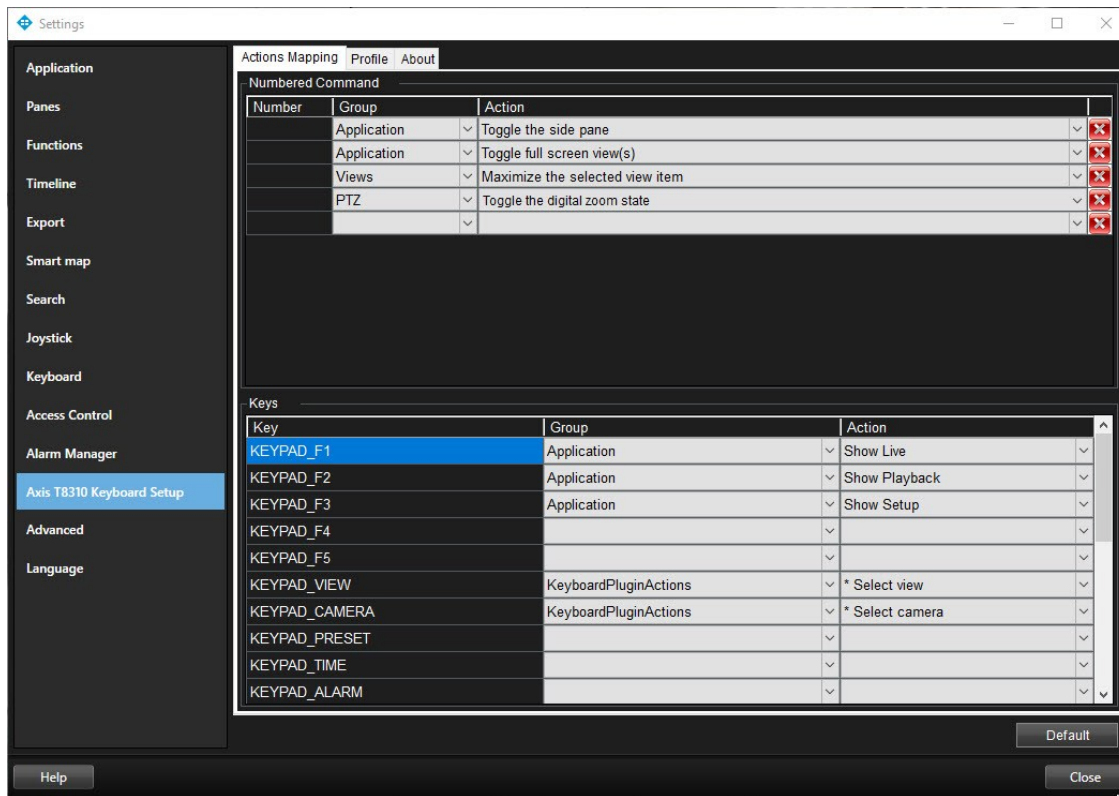 Settings
Application
Panes
Functions
Timeline
Export
Smart map
Search
Joystick
Keyboard
Access Control
Alarm Manager
Axis T8310 Keyboard Setup
Advanced
Language
Actions Mapping Profile About
Numbered Command
Number Group Action
Application Toggle the side pane
Application Toggle full screen view(s)
Views Maximize the selected view item
PTZ Toggle the digital zoom state
Keys
Key Group Action
KEYPAD_F1 Application Show Live
KEYPAD_F2 Application Show Playback
KEYPAD_F3 Application Show Setup
KEYPAD_F4
KEYPAD_F5
KEYPAD_VIEW KeyboardPluginActions * Select view
KEYPAD_CAMERA KeyboardPluginActions * Select camera
KEYPAD_PRESET
KEYPAD_TIME
KEYPAD_ALARM
Default
Help Close